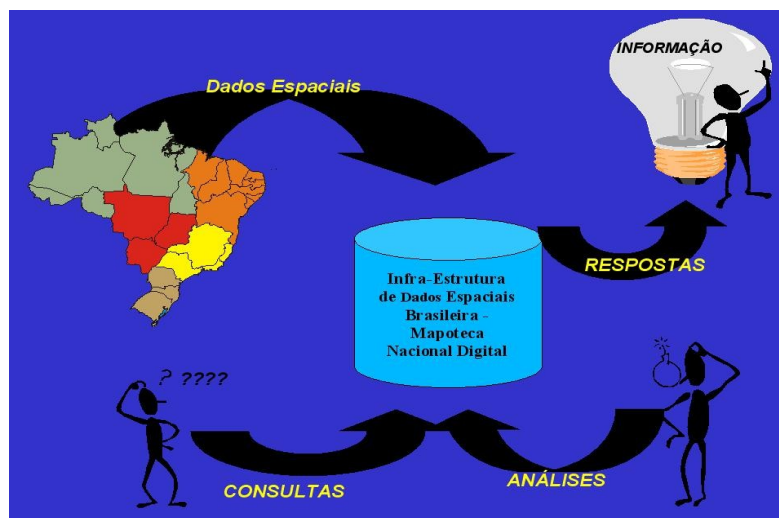 INFORMAÇÃO
Dados Espaciais
RESPOSTAS
Infra-Estrutura
de Dados Espaciais
Brasileira -
Mapoteca
Nacional Digital
? ????
CONSULTAS
ANÁLISES